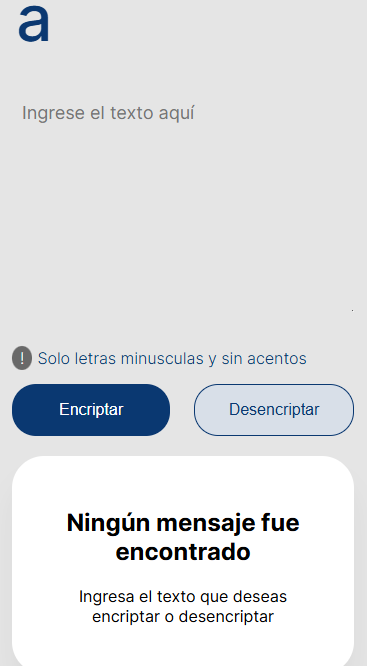 a
Ingrese el texto aquí
! Solo letras minusculas y sin acentos
Encriptar
Desencriptar
Ningún mensaje fue
encontrado
Ingresa el texto que deseas
encriptar o desencriptar